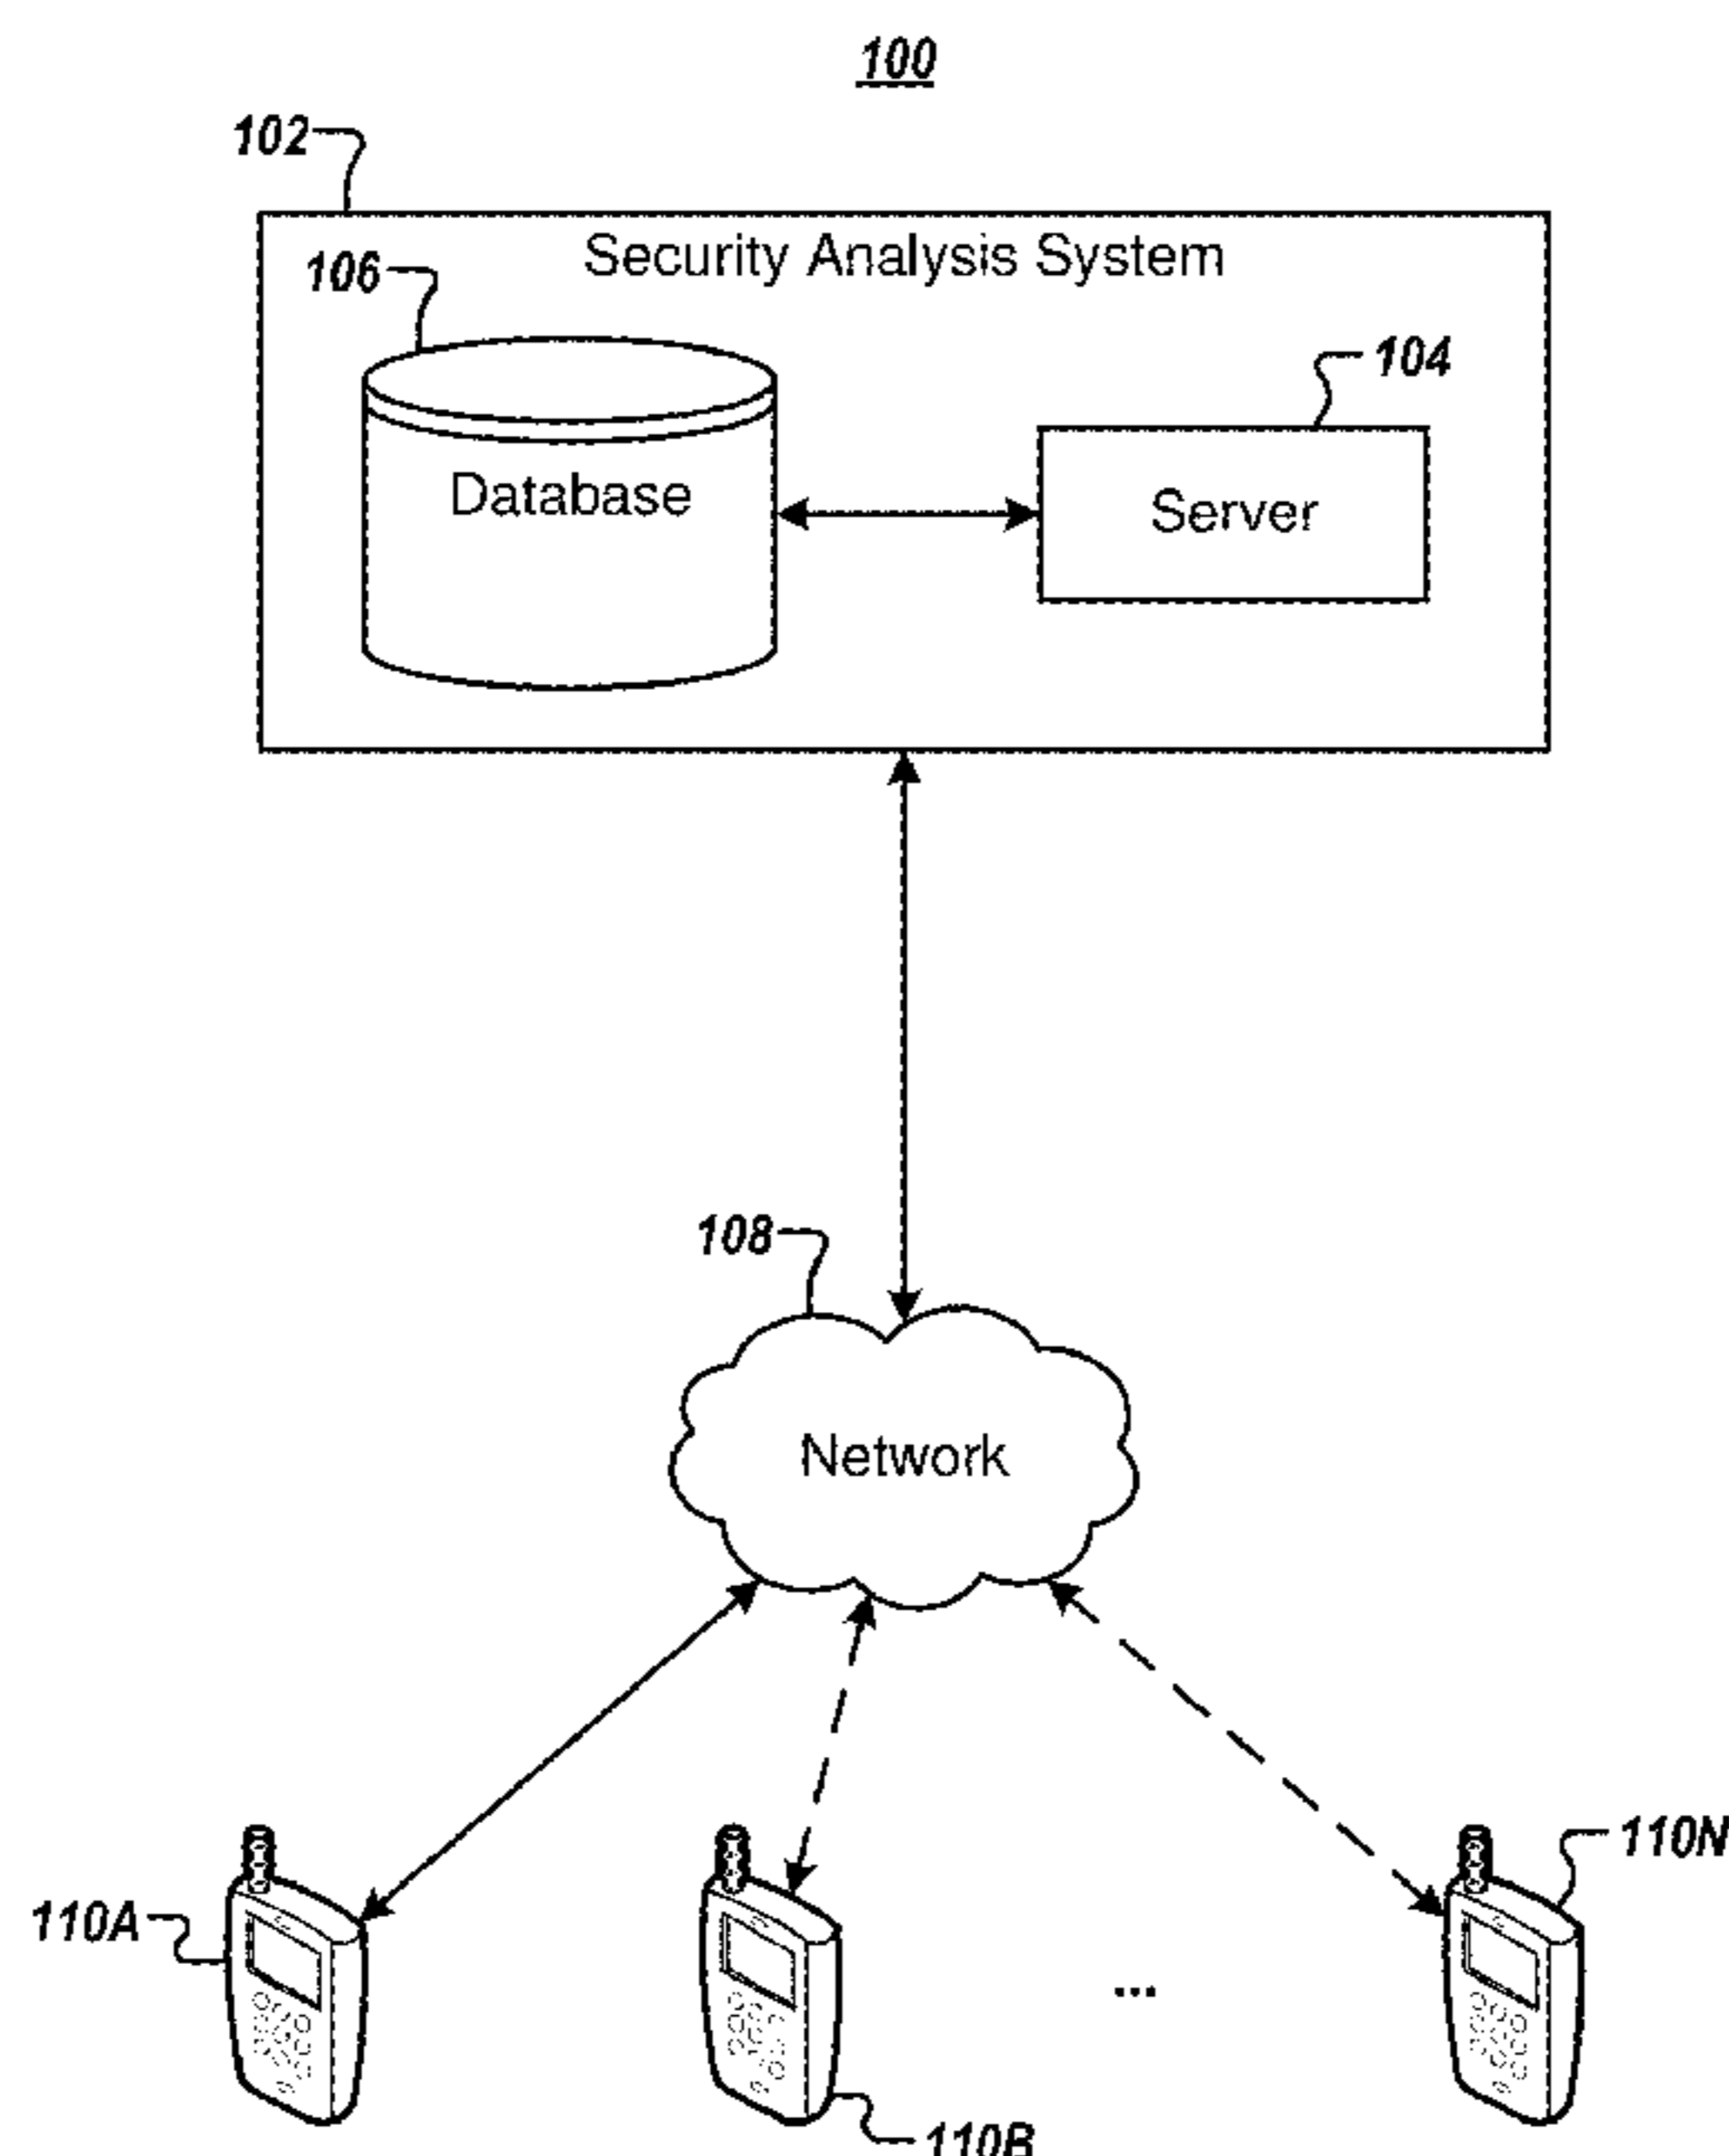 100
102
Security Analysis System
106
104
Database
Server
108
Network
110N
110A
...
110B